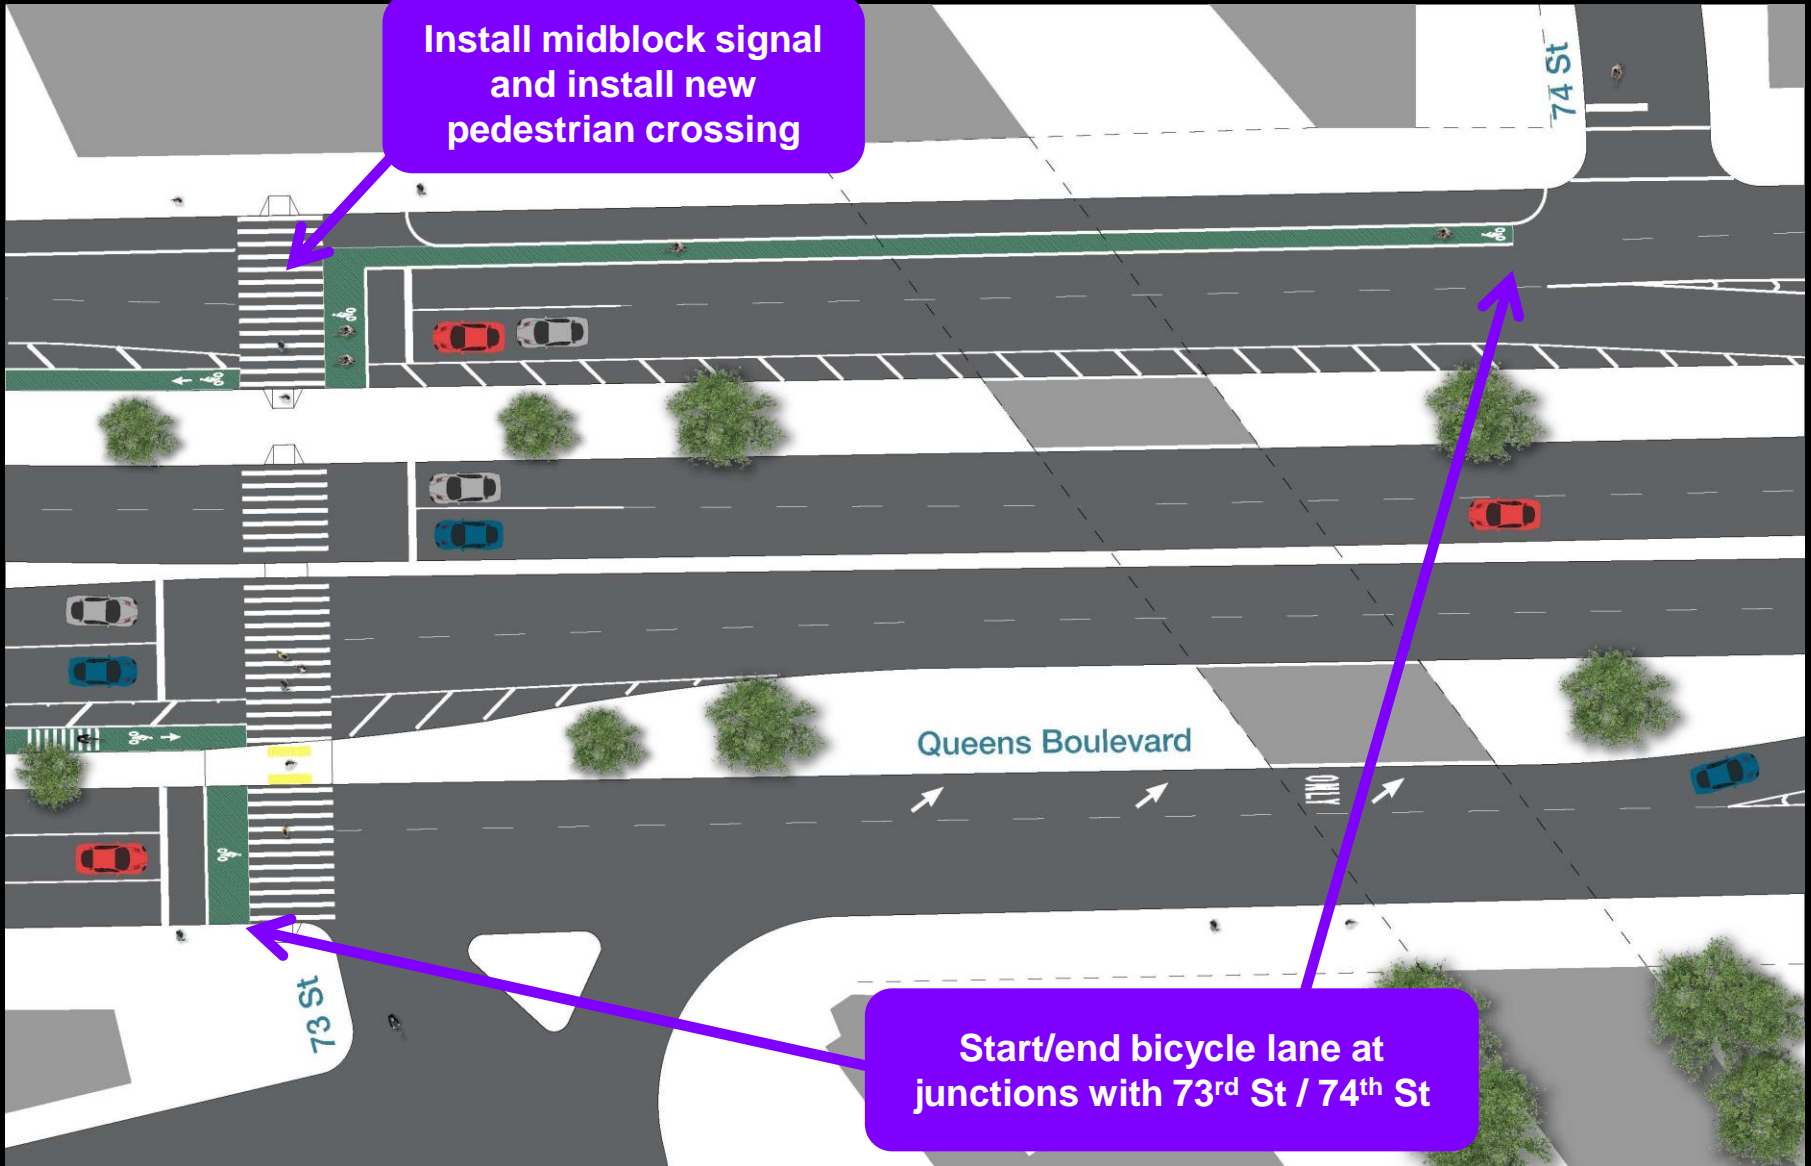 Install midblock signal
and install new
pedestrian crossing
74 St
Queens Boulevard
ONLY
73 St
Start/end bicycle lane at
junctions with 73rd St / 74th St